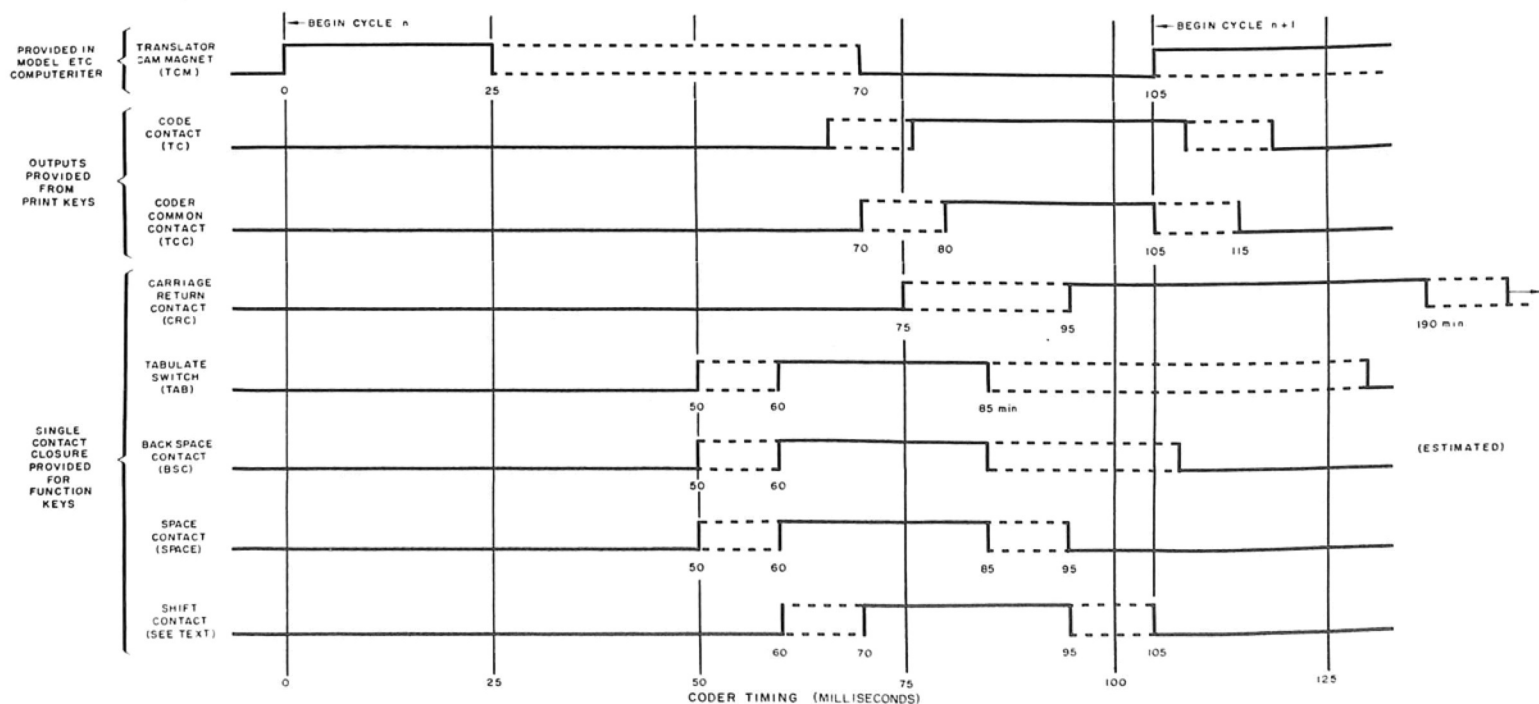 BEGIN CYCLE n
BEGIN CYCLE n+1
PROVIDED IN
MODEL ETC
COMPUTERITER
TRANSLATOR
CAM MAGNET
(TCM)
0
25
70
105
OUTPUTS
PROVIDED
FROM
PRINT KEYS
CODE
CONTACT
(TC)
CODER
COMMON
CONTACT
(TCC)
70
80
105
115
SINGLE
CONTACT
CLOSURE
PROVIDED
FOR
FUNCTION
KEYS
CARRIAGE
RETURN
CONTACT
(CRC)
75
95
190 min
TABULATE
SWITCH
(TAB)
50
60
85 min
BACK SPACE
CONTACT
(BSC)
50
60
(ESTIMATED)
SPACE
CONTACT
(SPACE)
50
60
85
95
SHIFT
CONTACT
(SEE TEXT)
60
70
95
105
0
25
50
75
100
125
CODER TIMING (MILLISECONDS)